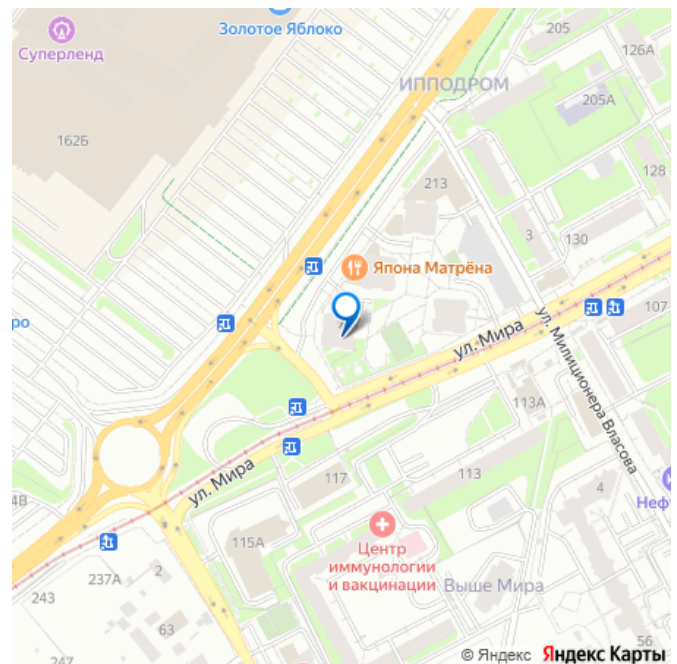 Золотое Яблоко
Суперленд
205
126А
ИППОДРОМ
205А
162Б
128
213
3
130
Япона Матрёна
107
ро
ул. Мира
ул. Милиционера Власова
113А
ул. Мира
117
113
4
4В
Неф
115А
Центр
иммунологии
и вакцинации
56
Выше Мира
237А
2
243
63
247
© Яндекс Яндекс Карты